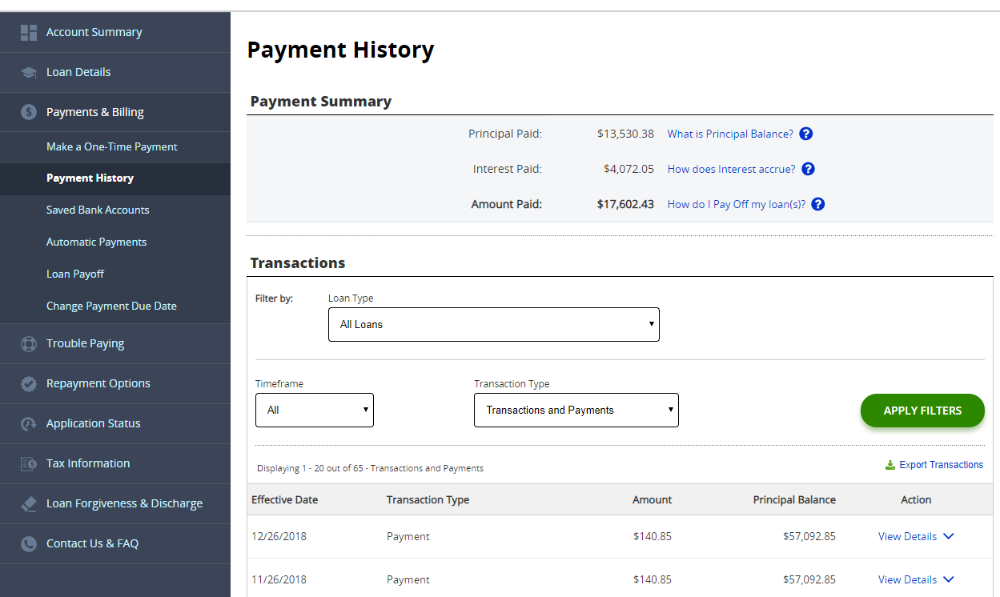 Account Summary
Loan Details
Payments & Billing
Make a One-Time Payment
Payment History
Saved Bank Accounts
Automatic Payments
Loan Payoff
Change Payment Due Date
Trouble Paying
Repayment Options
Application Status
Tax Information
Loan Forgiveness & Discharge
Contact Us & FAQ
Payment History
Payment Summary
Principal Paid: $13,530.38 What is Principal Balance? ?
Interest Paid: $4,072.05 How does Interest accrue? ?
Amount Paid: $17,602.43 How do I Pay Off my loan(s)? ?
Transactions
Filter by: Loan Type
All Loans
Timeframe Transaction Type
All Transactions and Payments APPLY FILTERS
Displaying 1 - 20 out of 65 - Transactions and Payments Export Transactions
Effective Date Transaction Type Amount Principal Balance Action
12/26/2018 Payment $140.85 $57,092.85 View Details
11/26/2018 Payment $140.85 $57,092.85 View Details